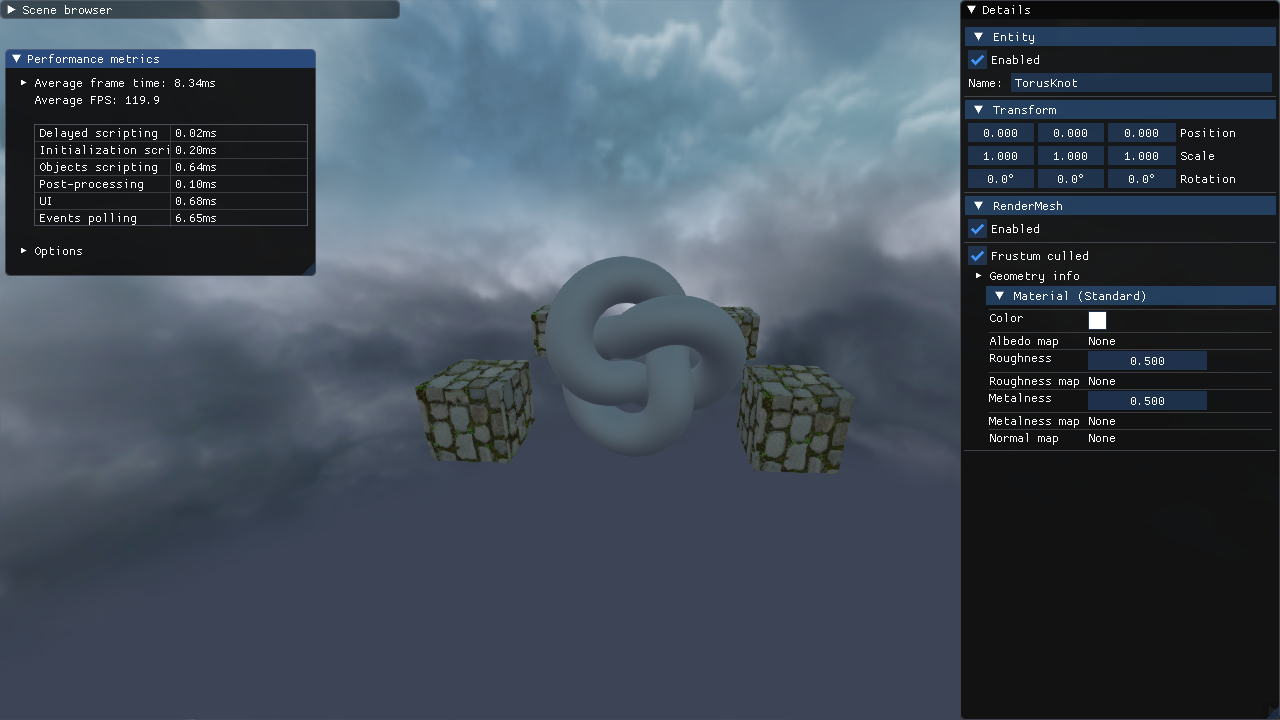 Scene browser
Performance metrics
Average frame time: 8.34ms
Average FPS: 119.9
Delayed scripting 0.02ms
Initialization scri 0.20ms
Objects scripting 0.64ms
Post-processing 0.10ms
UI 0.68ms
Events polling 6.65ms
Options
Details
Entity
Enabled
Name: TorusKnot
Transform
0.000 0.000 0.000 Position
1.000 1.000 1.000 Scale
0.0° 0.0° 0.0° Rotation
RenderMesh
Enabled
Frustum culled
Geometry info
Material (Standard)
Color
Albedo map None
Roughness 0.500
Roughness map None
Metalness 0.500
Metalness map None
Normal map None